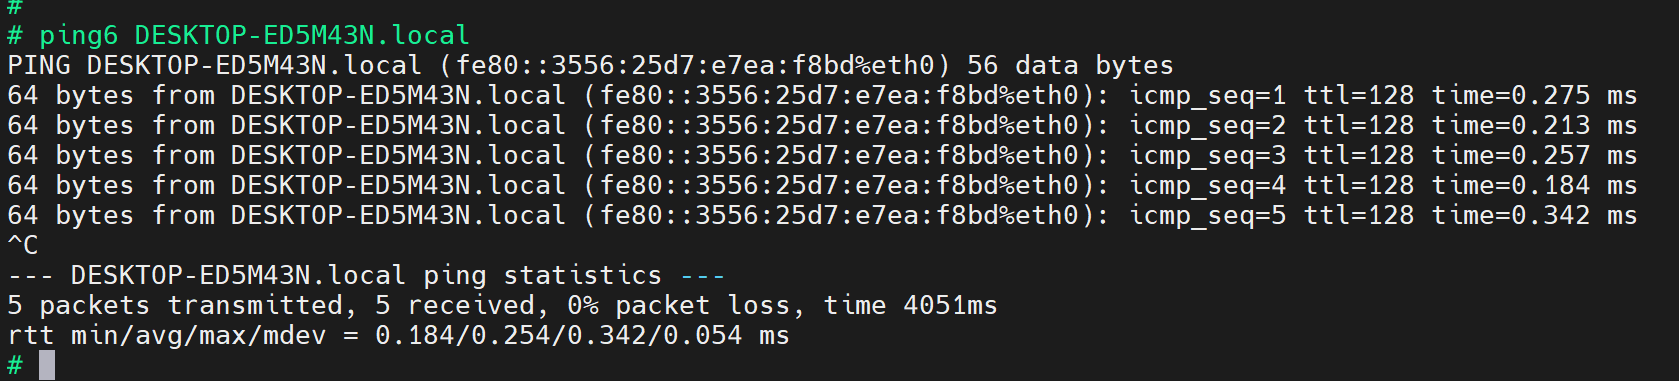 #
# ping6 DESKTOP-ED5M43N.local
PING DESKTOP-ED5M43N.local (fe80::3556:25d7:e7ea:f8bd%eth0) 56 data bytes
64 bytes from DESKTOP-ED5M43N.local (fe80::3556:25d7:e7ea:f8bd%eth0): icmp_seq=1 ttl=128 time=0.275 ms
64 bytes from DESKTOP-ED5M43N.local (fe80::3556:25d7:e7ea:f8bd%eth0): icmp_seq=2 ttl=128 time=0.213 ms
64 bytes from DESKTOP-ED5M43N.local (fe80::3556:25d7:e7ea:f8bd%eth0): icmp_seq=3 ttl=128 time=0.257 ms
64 bytes from DESKTOP-ED5M43N.local (fe80::3556:25d7:e7ea:f8bd%eth0): icmp_seq=4 ttl=128 time=0.184 ms
64 bytes from DESKTOP-ED5M43N.local (fe80::3556:25d7:e7ea:f8bd%eth0): icmp_seq=5 ttl=128 time=0.342 ms
^C
--- DESKTOP-ED5M43N.local ping statistics ---
5 packets transmitted, 5 received, 0% packet loss, time 4051ms
rtt min/avg/max/mdev = 0.184/0.254/0.342/0.054 ms
#